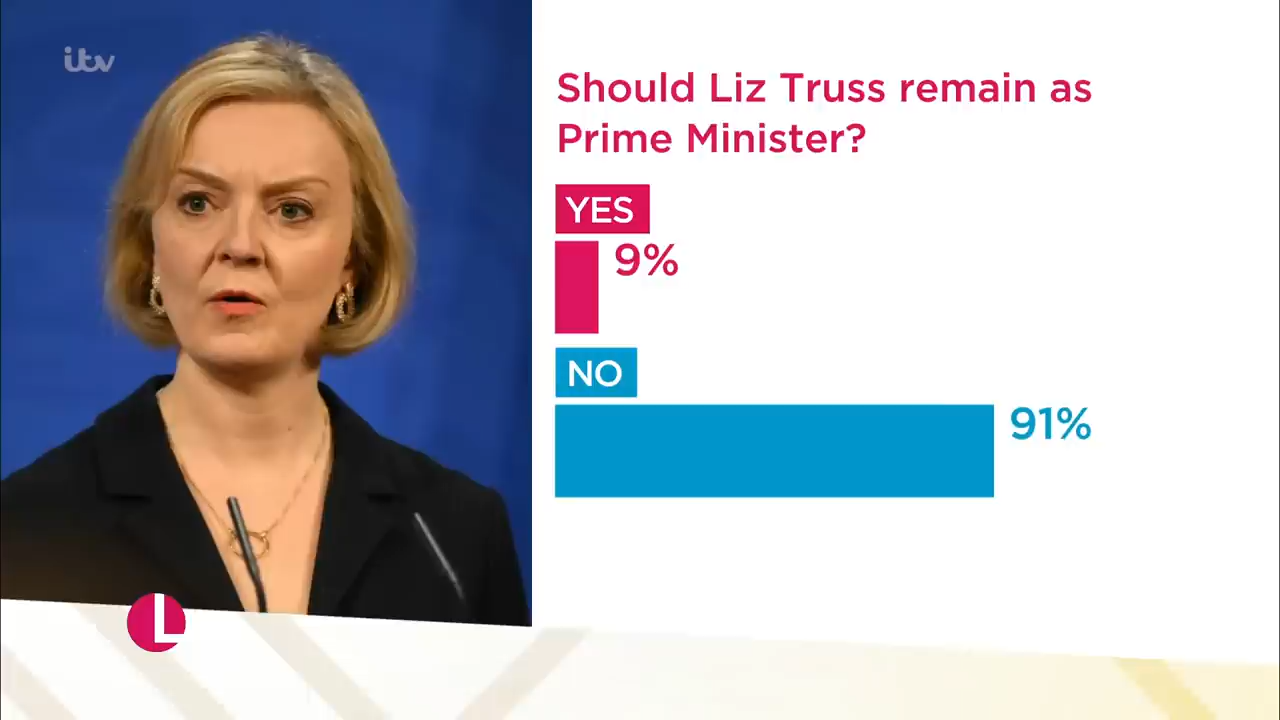 itv
Should Liz Truss remain as
Prime Minister?
YES
9%
NO
91%
L